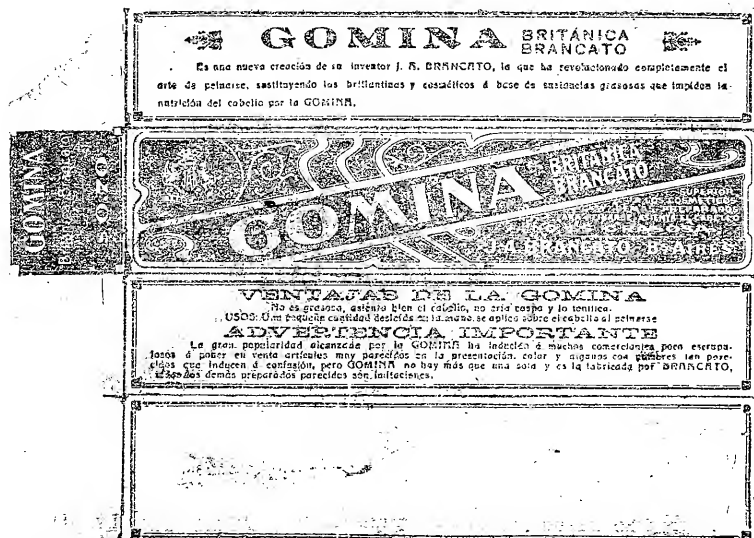 GOMINA BRITÁNICA
BRANCATO
Es una nueva creación de su inventor J. A. BRANCATO, la que ha revolucionado completamente el
arte de peinarse, sustituyendo las brillantinas y cosméticos á base de sustancias grasosas que impiden la
nutrición del cabello por la GOMINA.
GOMINA
GOMINA BRITANICA
BRANCATO
SUPERIOR
J. A. BRANCATO - Bs. AIRES
VENTAJAS DE LA GOMINA
No es grasosa, asienta bien el cabello, no cria caspa y lo tonifica.
USOS: Una pequeña cantidad desleída en la mano, se aplica sobre el cabello al peinarse
ADVERTENCIA IMPORTANTE
La gran popularidad alcanzada por la GOMINA ha inducido á muchos comerciantes poco escrupu-
losos á poner en venta artículos muy parecidos en la presentación, color y algunos con nombres tan pare-
cidos que inducen á confusión, pero GOMINA no hay más que una sola y es la fabricada por BRANCATO,
los demás preparados parecidos son imitaciones.